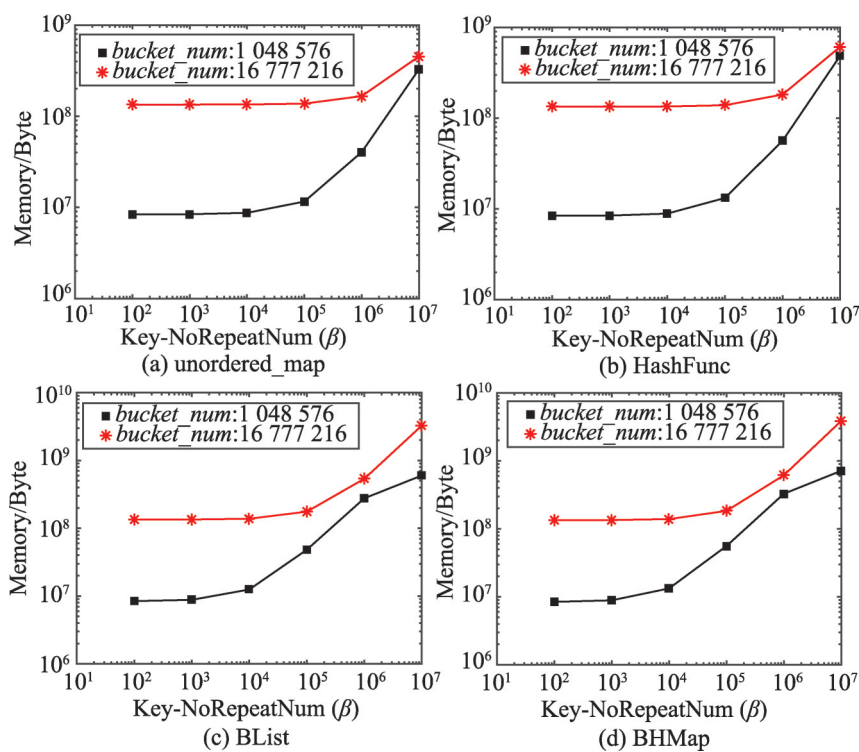 10⁹
bucket_num:1 048 576
bucket_num:16 777 216
10⁸
10⁷
10⁶
Memory/Byte
10¹ 10² 10³ 10⁴ 10⁵ 10⁶ 10⁷
Key-NoRepeatNum (β)
(a) unordered_map
10⁹
bucket_num:1 048 576
bucket_num:16 777 216
10⁸
10⁷
10⁶
Memory/Byte
10¹ 10² 10³ 10⁴ 10⁵ 10⁶ 10⁷
Key-NoRepeatNum (β)
(b) HashFunc
10¹⁰
bucket_num:1 048 576
bucket_num:16 777 216
10⁹
10⁸
10⁷
10⁶
Memory/Byte
10¹ 10² 10³ 10⁴ 10⁵ 10⁶ 10⁷
Key-NoRepeatNum (β)
(c) BList
10¹⁰
bucket_num:1 048 576
bucket_num:16 777 216
10⁹
10⁸
10⁷
10⁶
Memory/Byte
10¹ 10² 10³ 10⁴ 10⁵ 10⁶ 10⁷
Key-NoRepeatNum (β)
(d) BHMap